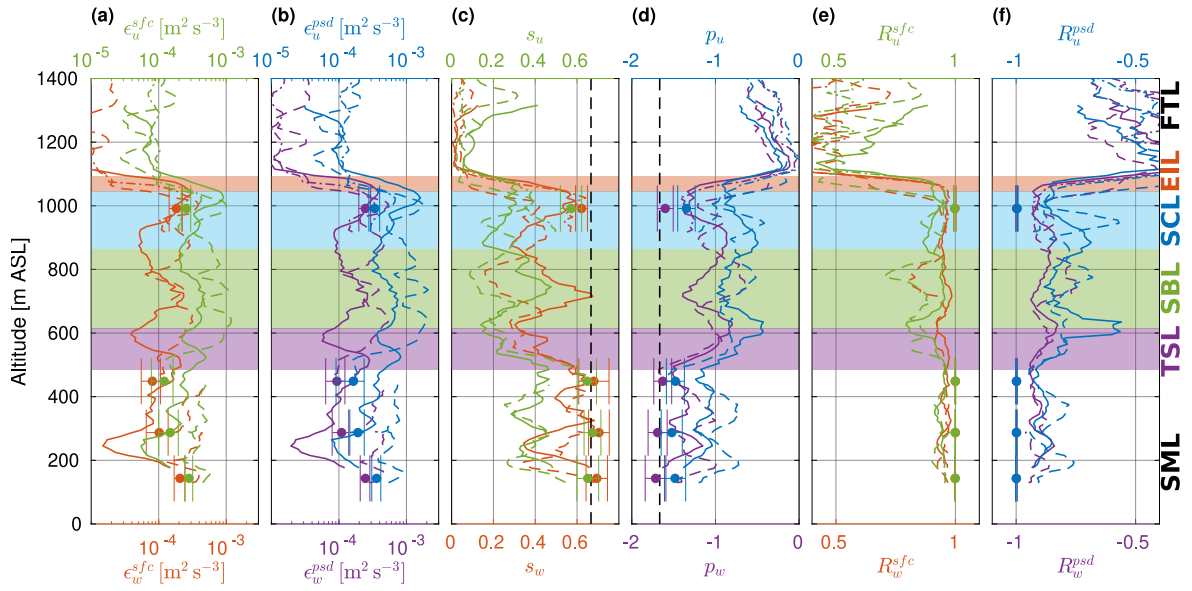 (a) ϵ_u^{sfc} [m² s⁻³] (b) ϵ_u^{psd} [m² s⁻³] (c) s_u (d) p_u (e) R_u^{sfc} (f) R_u^{psd}
10⁻⁵ 10⁻⁴ 10⁻³ 10⁻⁵ 10⁻⁴ 10⁻³ 0 0.2 0.4 0.6 -2 -1 0 0.5 1 -1 -0.5
1400
1200
1000
800
600
400
200
0
Altitude [m ASL]
FTL
SCLEIL
SBL
TSL
SML
10⁻⁴ 10⁻³ 10⁻⁴ 10⁻³ 0 0.2 0.4 0.6 -2 -1 0 0.5 1 -1 -0.5
ϵ_w^{sfc} [m² s⁻³] ϵ_w^{psd} [m² s⁻³] s_w p_w R_w^{sfc} R_w^{psd}